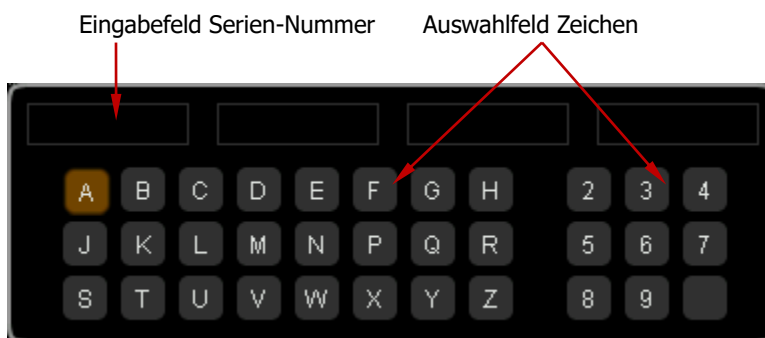 Eingabefeld Serien-Nummer Auswahlfeld Zeichen
A B C D E F G H 2 3 4
J K L M N P Q R 5 6 7
S T U V W X Y Z 8 9